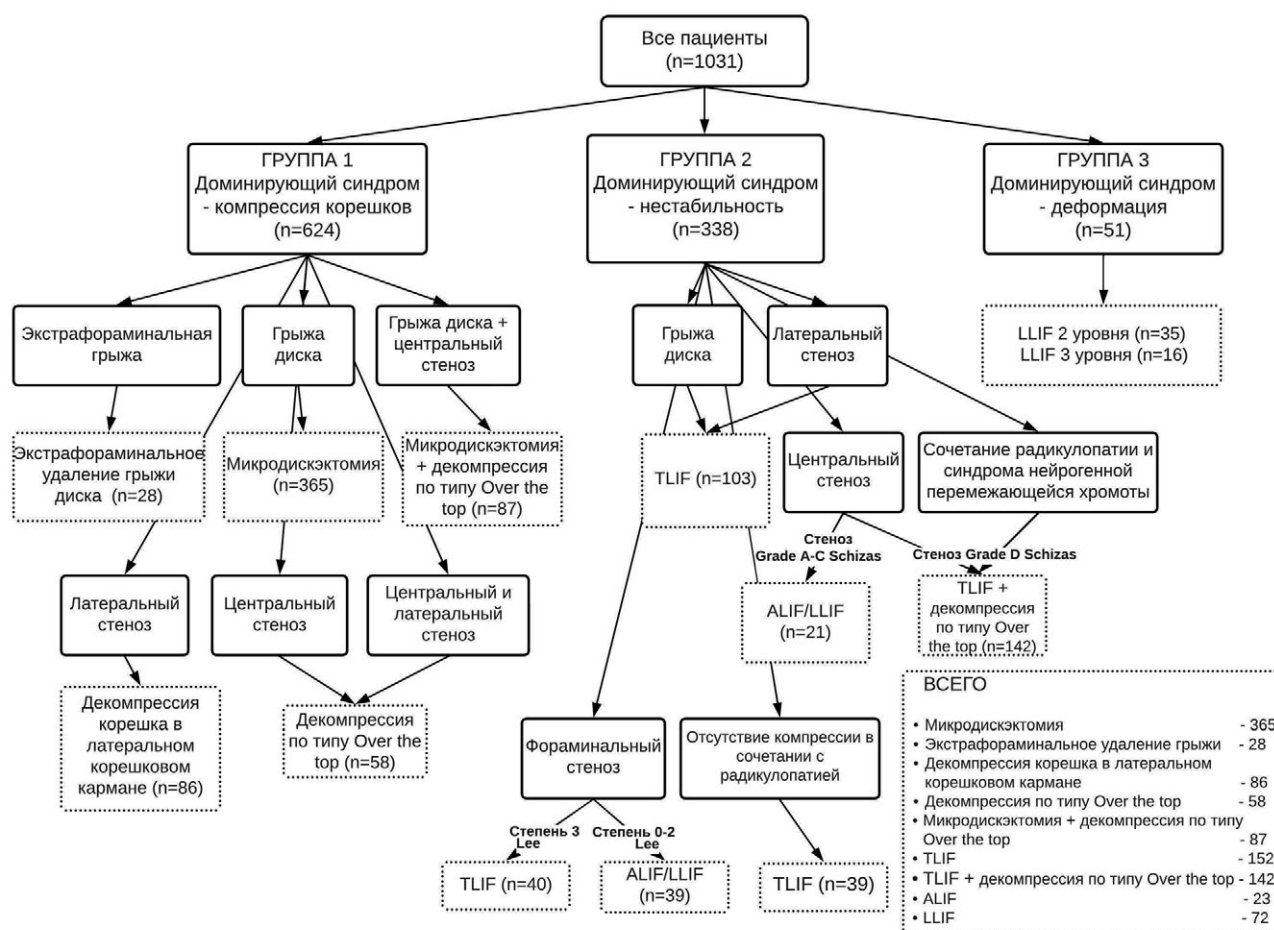 Все пациенты
(n=1031)
ГРУППА 1
Доминирующий синдром
- компрессия корешков
(n=624)
ГРУППА 2
Доминирующий синдром
- нестабильность
(n=338)
ГРУППА 3
Доминирующий синдром
- деформация
(n=51)
Экстрафораминальная
грыжа
Грыжа
диска
Грыжа диска +
центральный
стеноз
Грыжа
диска
Латеральный
стеноз
LLIF 2 уровня (n=35)
LLIF 3 уровня (n=16)
Экстрафораминальное
удаление грыжи
диска (n=28)
Микродискэктомия
(n=365)
Микродискэктомия
+ декомпрессия
по типу Over the
top (n=87)
TLIF (n=103)
Центральный
стеноз
Сочетание радикулопатии и
синдрома нейрогенной
перемежающейся хромоты
Стеноз
Grade A-C Schizas
Стеноз Grade D Schizas
Латеральный
стеноз
Центральный
стеноз
Центральный и
латеральный
стеноз
ALIF/LLIF
(n=21)
TLIF +
декомпрессия
по типу Over
the top (n=142)
Декомпрессия
корешка в
латеральном
корешковом
кармане (n=86)
Декомпрессия
по типу Over the
top (n=58)
Фораминальный
стеноз
Отсутствие компрессии в
сочетании с
радикулопатией
Степень 3
Lee
Степень 0-2
Lee
TLIF (n=40)
ALIF/LLIF
(n=39)
TLIF (n=39)
ВСЕГО
• Микродискэктомия - 365
• Экстрафораминальное удаление грыжи - 28
• Декомпрессия корешка в латеральном
корешковом кармане - 86
• Декомпрессия по типу Over the top - 58
• Микродискэктомия + декомпрессия по типу
Over the top - 87
• TLIF - 152
• TLIF + декомпрессия по типу Over the top - 142
• ALIF - 23
• LLIF - 72